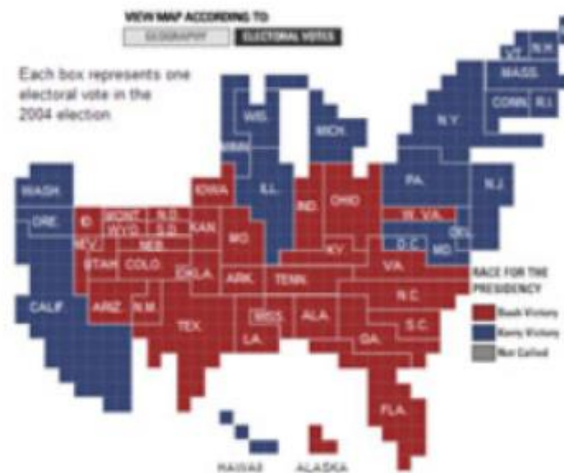 VIEW MAP ACCORDING TO
GEOGRAPHY ELECTORAL VOTES
Each box represents one
electoral vote in the
2004 election
VT. N.H.
WIS. MASS.
MICH. N.Y. CONN. R.I.
MINN.
WASH. IOWA ILL. PA. N.J.
ORE. ID. MONT. N.D. IND. OHIO
WYO. S.D. KAN. MO. W. VA. DEL.
NEV. NEB. KY. D.C. MD.
UTAH COLO. OKLA. VA.
CALIF. ARIZ. N.M. ARK. TENN. N.C.
TEX. MISS. ALA. S.C.
LA. GA.
FLA.
RACE FOR THE
PRESIDENCY
Bush Victory
Kerry Victory
Not Called
HAWAII ALASKA